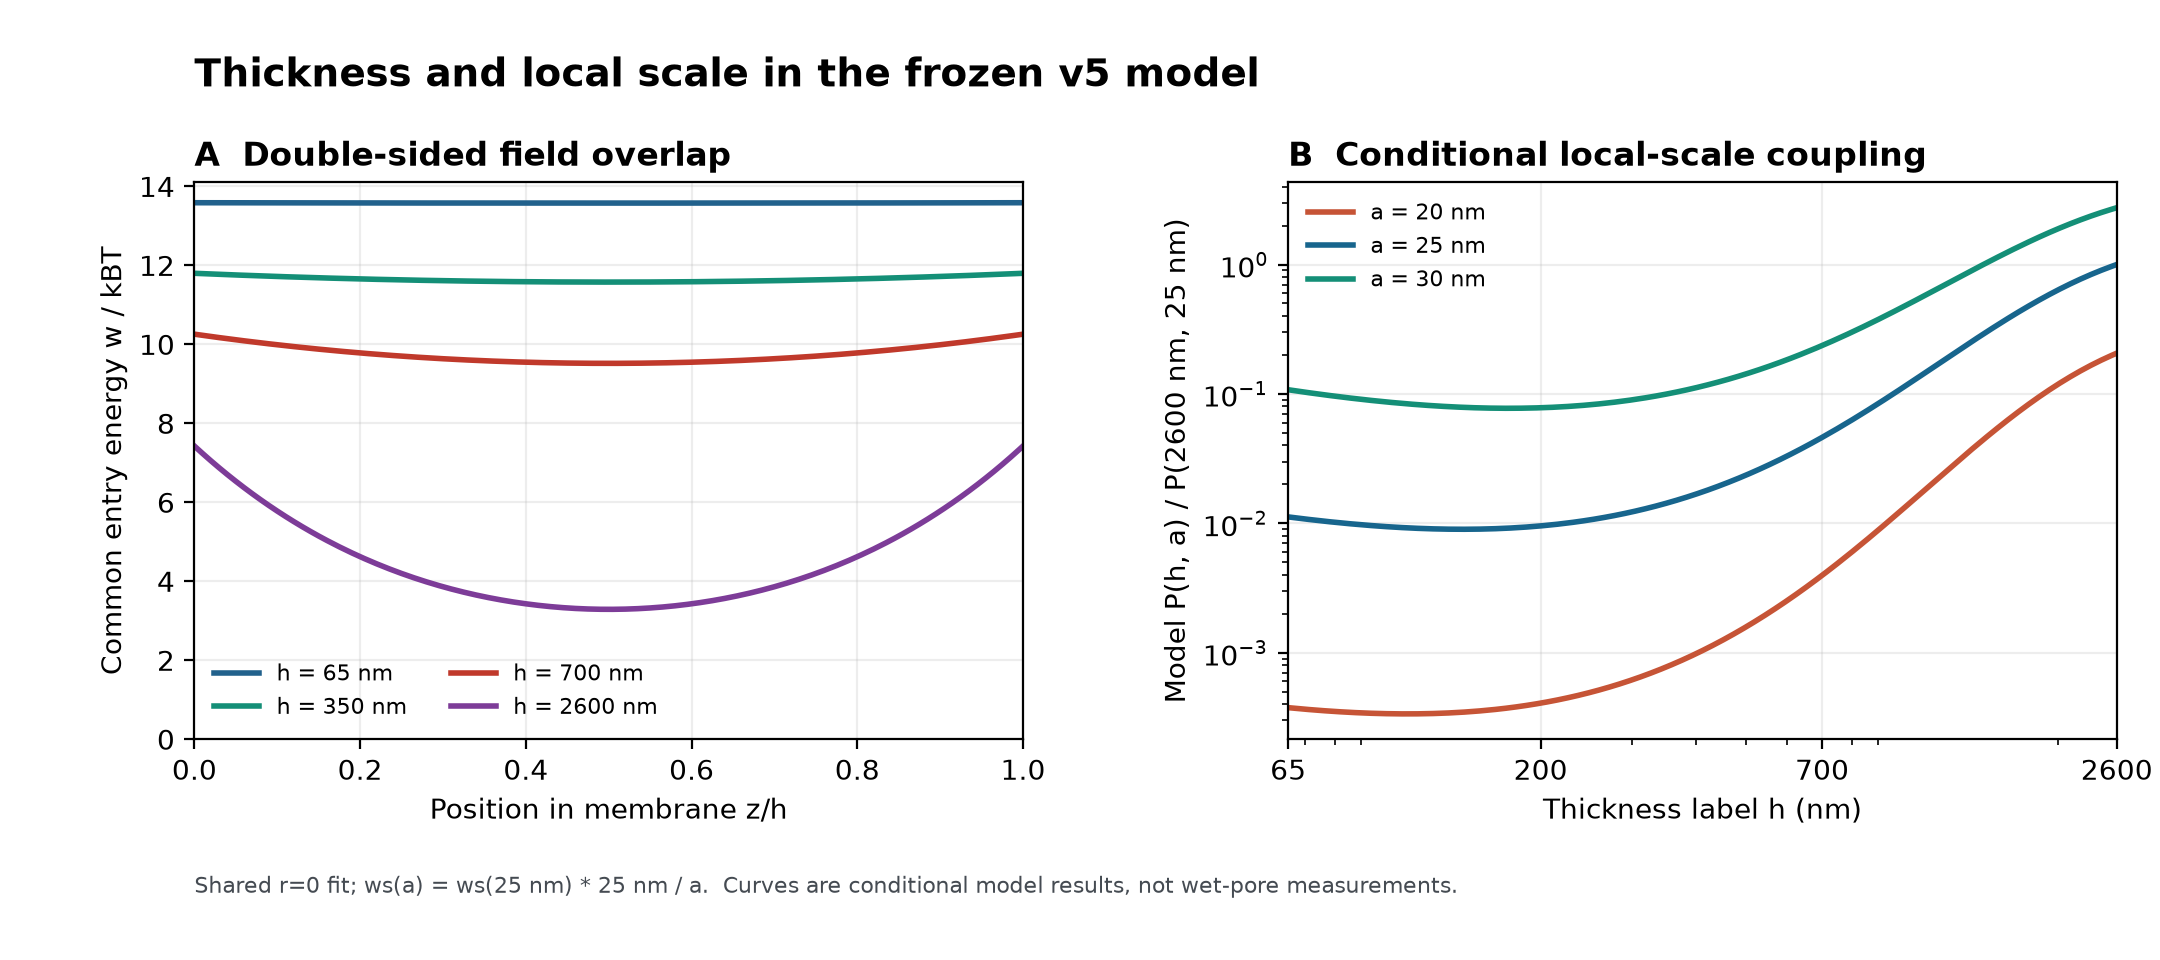 Thickness and local scale in the frozen v5 model
A Double-sided field overlap
Common entry energy w / kBT
14
12
10
8
6
4
2
0
h = 65 nm
h = 350 nm
h = 700 nm
h = 2600 nm
0.0 0.2 0.4 0.6 0.8 1.0
Position in membrane z/h
B Conditional local-scale coupling
Model P(h, a) / P(2600 nm, 25 nm)
a = 20 nm
a = 25 nm
a = 30 nm
10⁰
10⁻¹
10⁻²
10⁻³
65 200 700 2600
Thickness label h (nm)
Shared r=0 fit; ws(a) = ws(25 nm) * 25 nm / a. Curves are conditional model results, not wet-pore measurements.